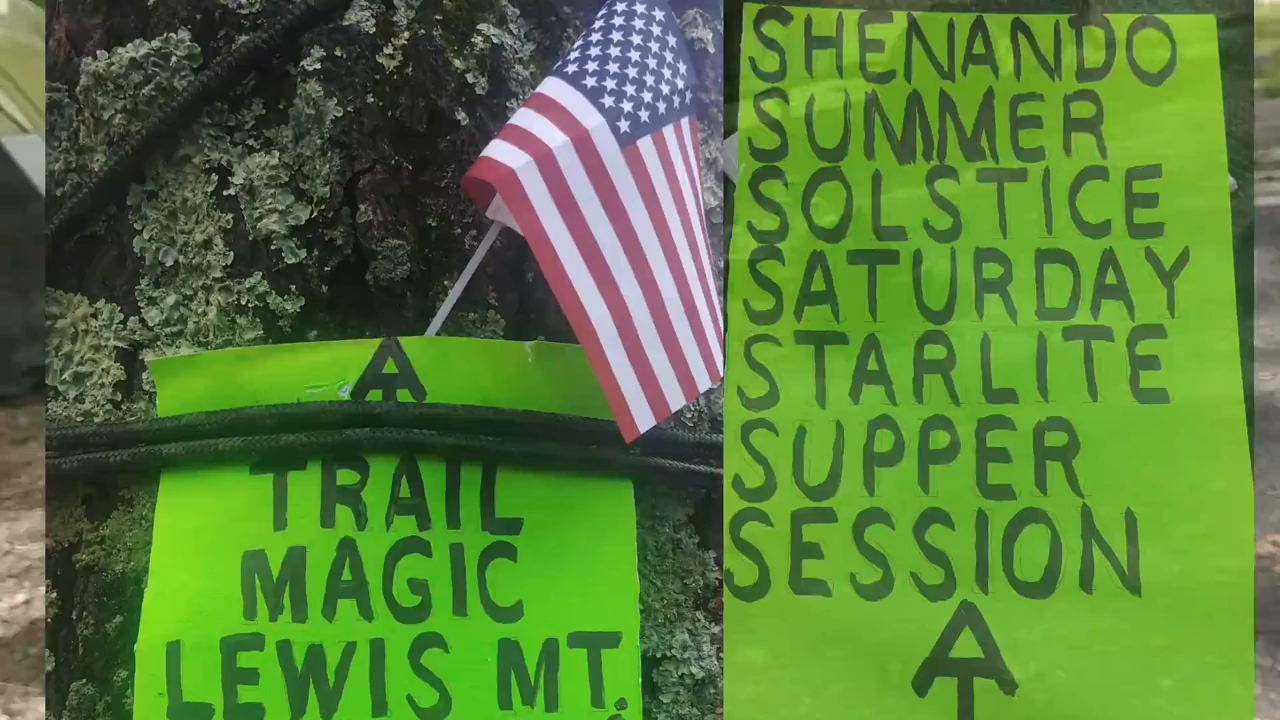 TRAIL
MAGIC
LEWIS MT.
SHENANDO
SUMMER
SOLSTICE
SATURDAY
STARLITE
SUPPER
SESSION